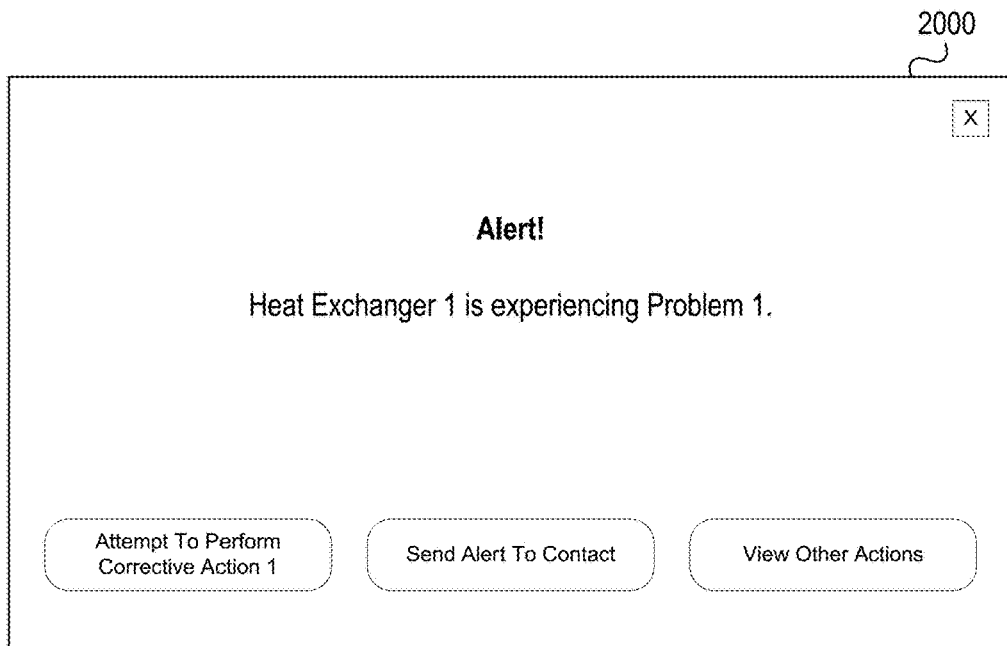 2000
X
Alert!
Heat Exchanger 1 is experiencing Problem 1.
Attempt To Perform
Corrective Action 1
Send Alert To Contact
View Other Actions